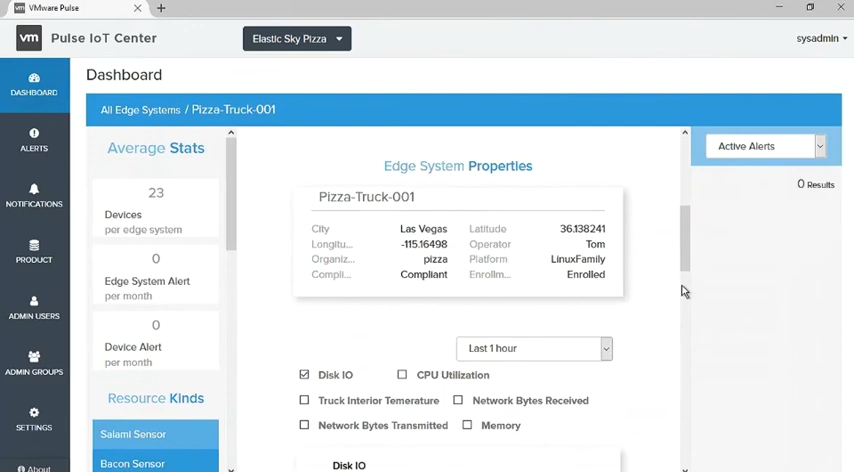 VMware Pulse
vm Pulse IoT Center
Elastic Sky Pizza
sysadmin
DASHBOARD
ALERTS
NOTIFICATIONS
PRODUCT
ADMIN USERS
ADMIN GROUPS
SETTINGS
About
Dashboard
All Edge Systems / Pizza-Truck-001
Average Stats
23
Devices
per edge system
0
Edge System Alert
per month
0
Device Alert
per month
Resource Kinds
Salami Sensor
Bacon Sensor
Edge System Properties
Pizza-Truck-001
City Las Vegas Latitude 36.138241
Longitu... -115.16498 Operator Tom
Organiz... pizza Platform LinuxFamily
Compli... Compliant Enrollm... Enrolled
Last 1 hour
Disk IO CPU Utilization
Truck Interior Temerature Network Bytes Received
Network Bytes Transmitted Memory
Disk IO
Active Alerts
0 Results